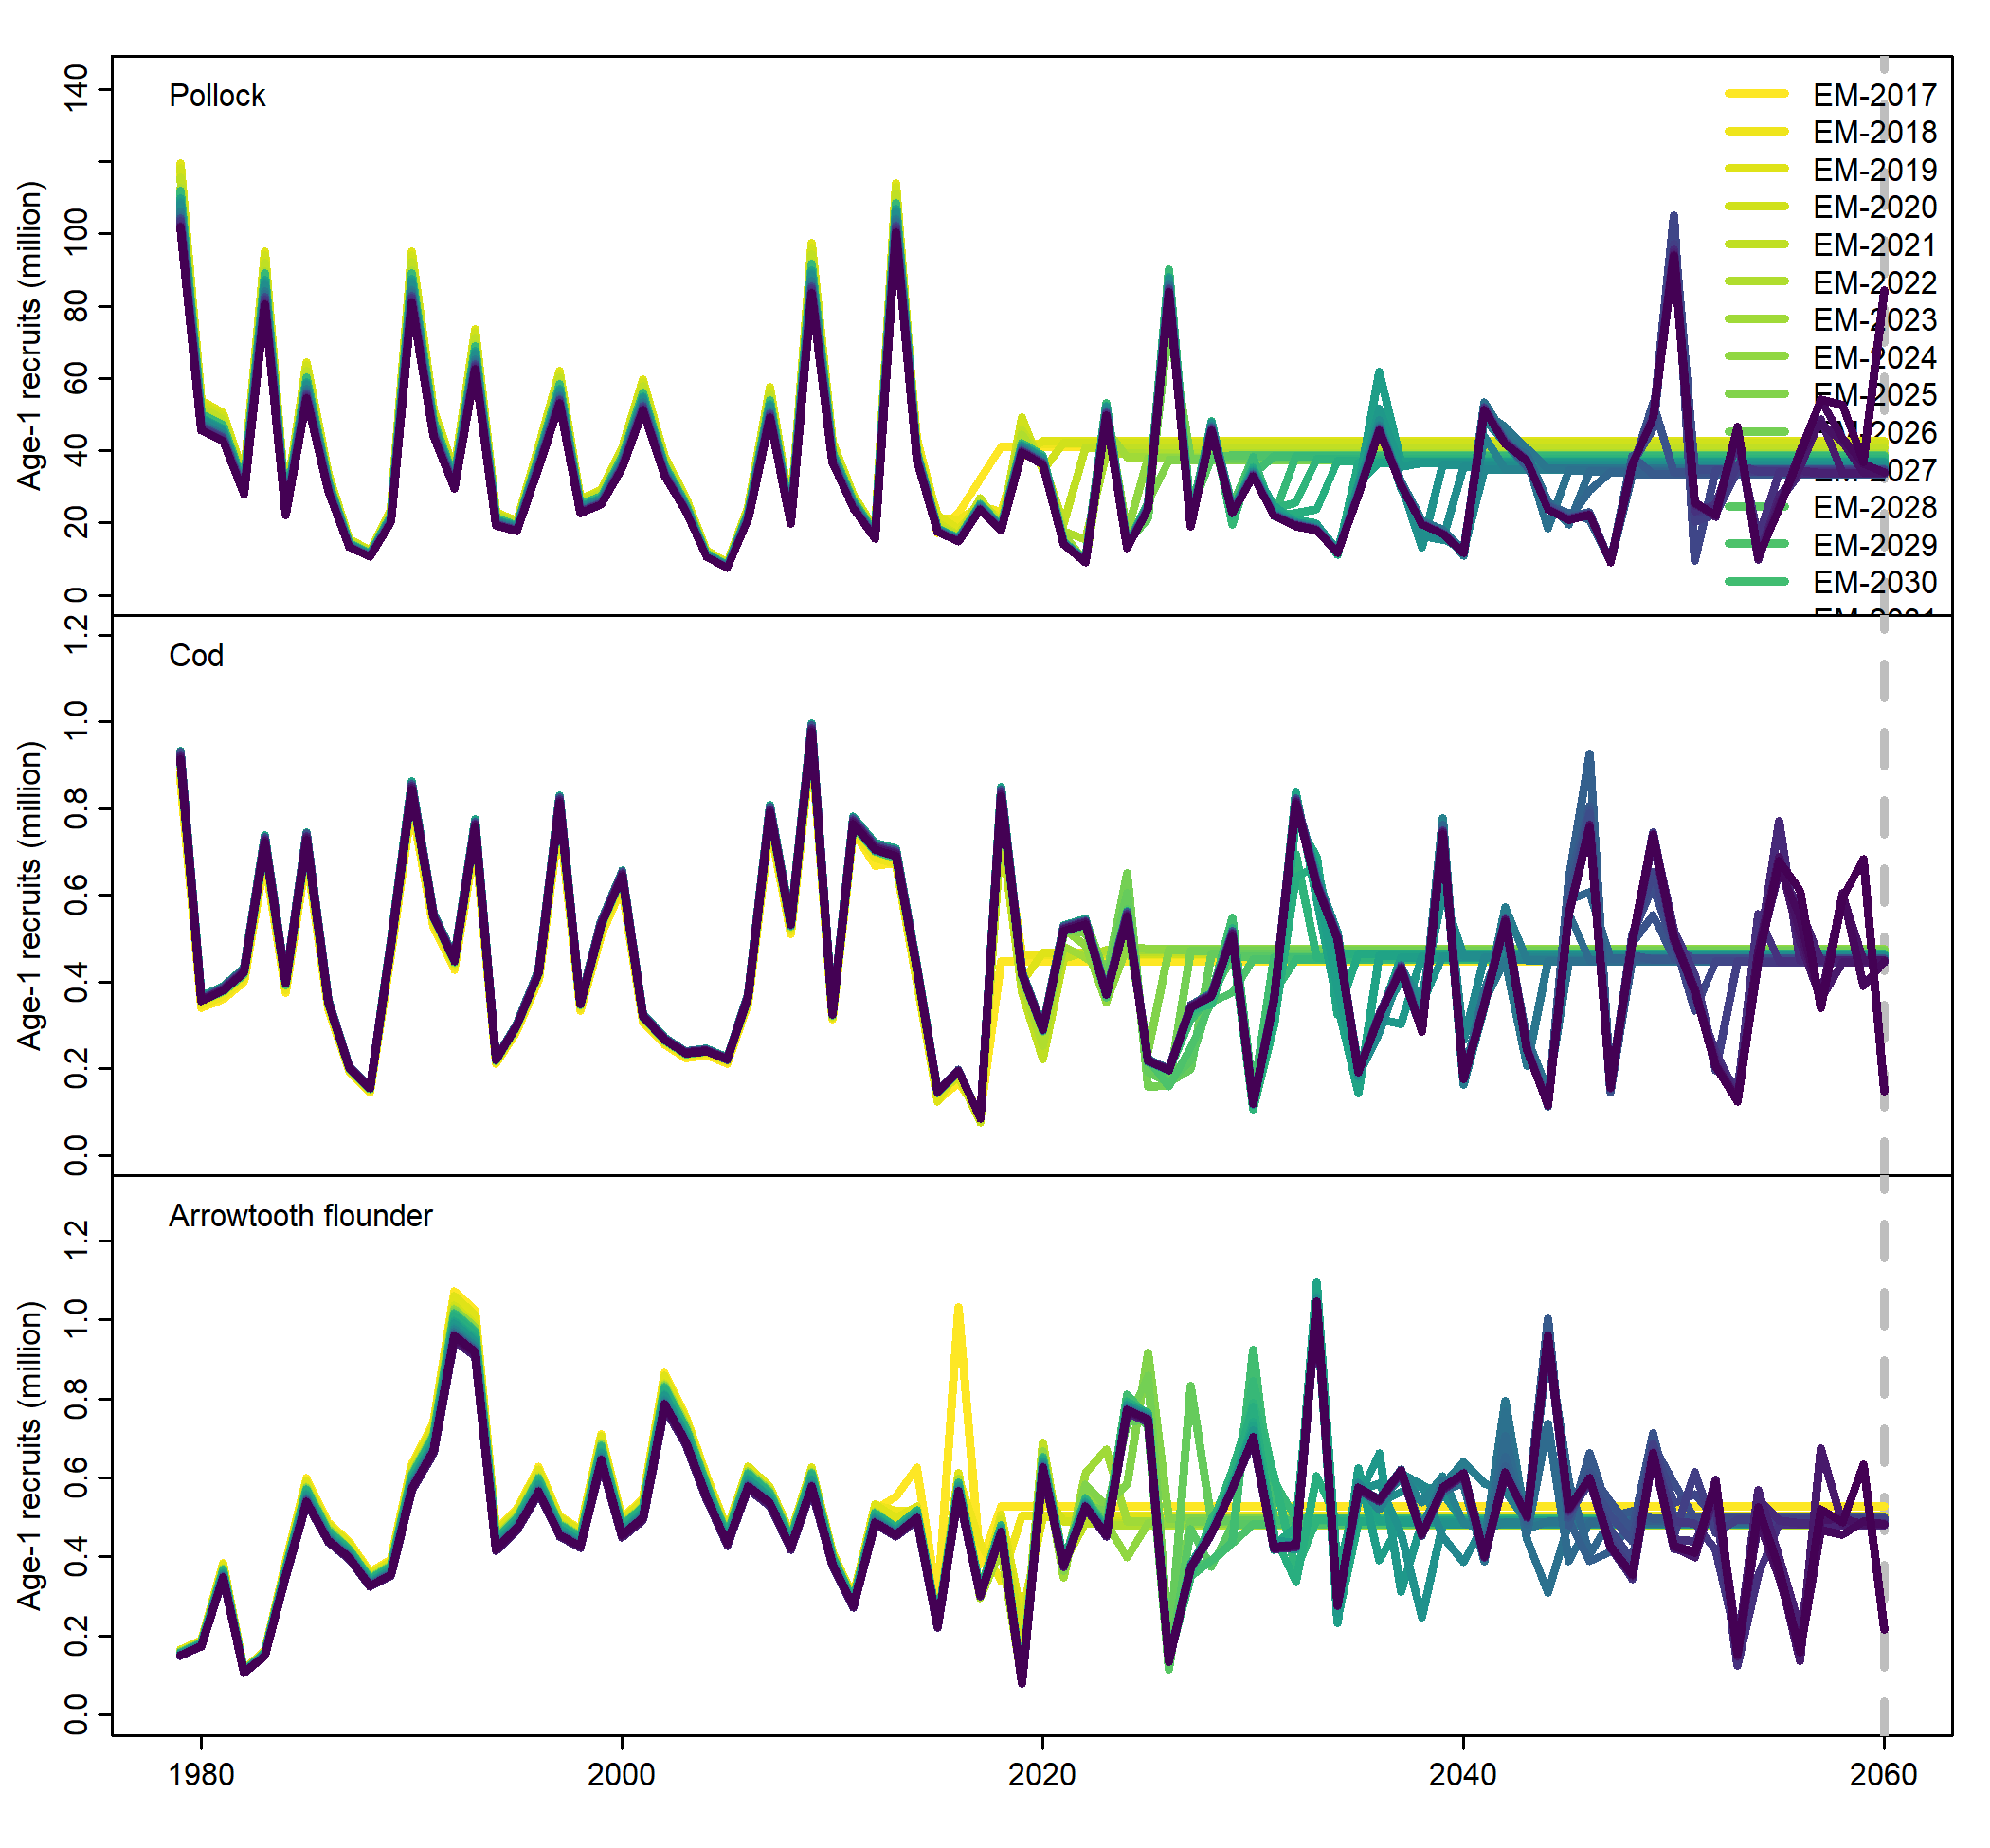 Pollock
Age-1 recruits (million)
140
100
80
60
40
20
0
EM-2017
EM-2018
EM-2019
EM-2020
EM-2021
EM-2022
EM-2023
EM-2024
EM-2025
EM-2026
EM-2027
EM-2028
EM-2029
EM-2030
Cod
Age-1 recruits (million)
1.2
1.0
0.8
0.6
0.4
0.2
0.0
Arrowtooth flounder
Age-1 recruits (million)
1.2
1.0
0.8
0.6
0.4
0.2
0.0
1980 2000 2020 2040 2060